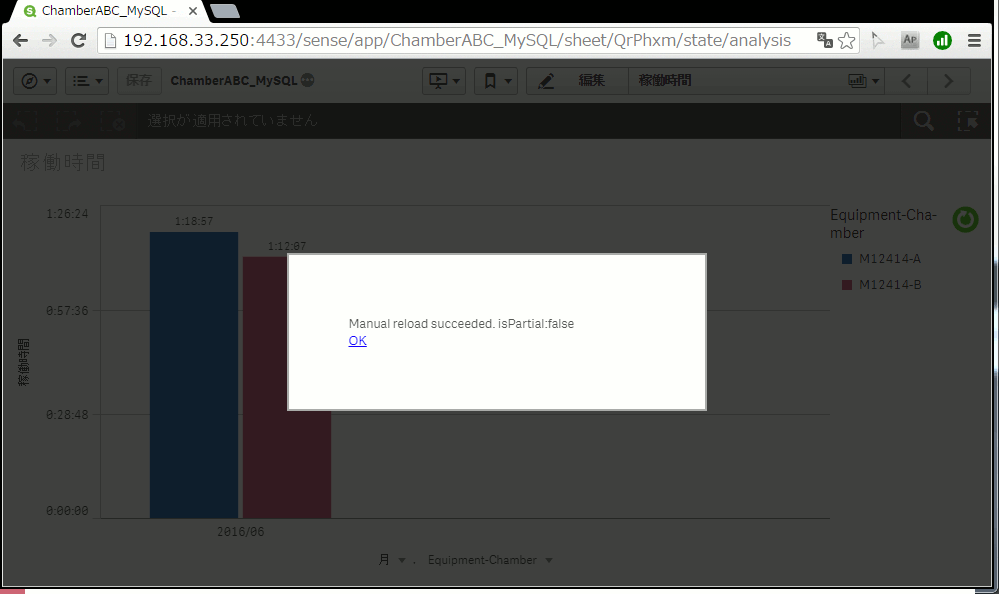 ChamberABC_MySQL -
192.168.33.250:4433/sense/app/ChamberABC_MySQL/sheet/QrPhxm/state/analysis
AP
保存
ChamberABC_MySQL
編集
稼働時間
選択が適用されていません
稼働時間
1:26:24
0:57:36
0:28:48
0:00:00
稼働時間
1:18:57
1:12:07
2016/06
月 . Equipment-Chamber
Equipment-Cha-
mber
M12414-A
M12414-B
Manual reload succeeded. isPartial:false
OK